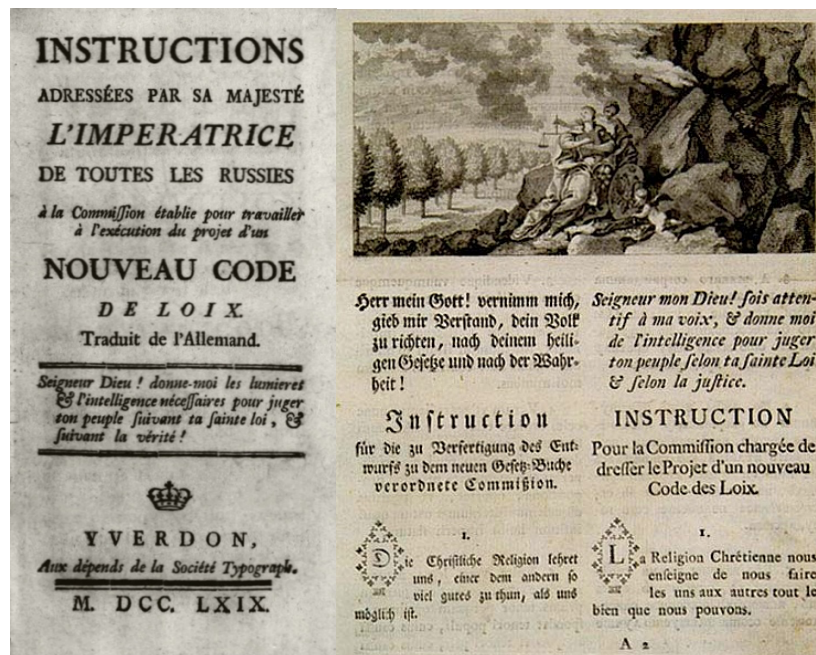 INSTRUCTIONS
ADRESSÉES PAR SA MAJESTÉ
L'IMPERATRICE
DE TOUTES LES RUSSIES
à la Commiſſion établie pour travailler
à l'exécution du projet d'un
NOUVEAU CODE
DE LOIX.
Traduit de l'Allemand.
Seigneur Dieu ! donne-moi les lumieres
& l'intelligence néceſſaires pour juger
ton peuple ſuivant ta ſainte loi, &
ſuivant la vérité !
YVERDON,
Aux dépends de la Société Typograph.
M. DCC. LXIX.
Herr mein Gott! vernimm mich,
gieb mir Verſtand, dein Volk
zu richten, nach deinem heili-
gen Geſetze und nach der Wahr-
heit!
Inſtruction
für die zu Verfertigung des Ent-
wurfs zu dem neuen Geſetz-Buche
verordnete Commißion.
1.
Die Chriſtliche Religion lehret
uns, einer dem andern ſo
viel gutes zu thun, als uns
möglich iſt.
Seigneur mon Dieu! ſois atten-
tif à ma voix, & donne moi
de l'intelligence pour juger
ton peuple ſelon ta ſainte Loi
& ſelon la juſtice.
INSTRUCTION
Pour la Commiſſion chargée de
dreſſer le Projet d'un nouveau
Code des Loix.
1.
La Religion Chrétienne nous
enſeigne de nous faire
les uns aux autres tout le
bien que nous pouvons.
A 2